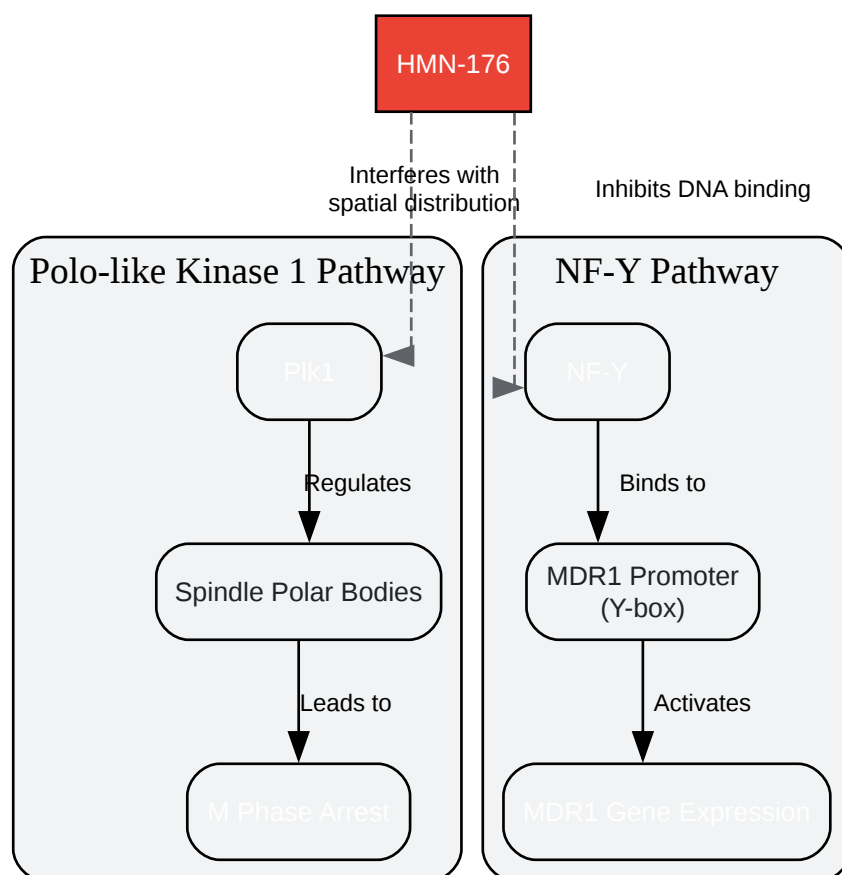 HMN-176
Interferes with
spatial distribution
Inhibits DNA binding
Polo-like Kinase 1 Pathway
NF-Y Pathway
Plk1
NF-Y
Regulates
Binds to
Spindle Polar Bodies
MDR1 Promoter
(Y-box)
Leads to
Activates
M Phase Arrest
MDR1 Gene Expression